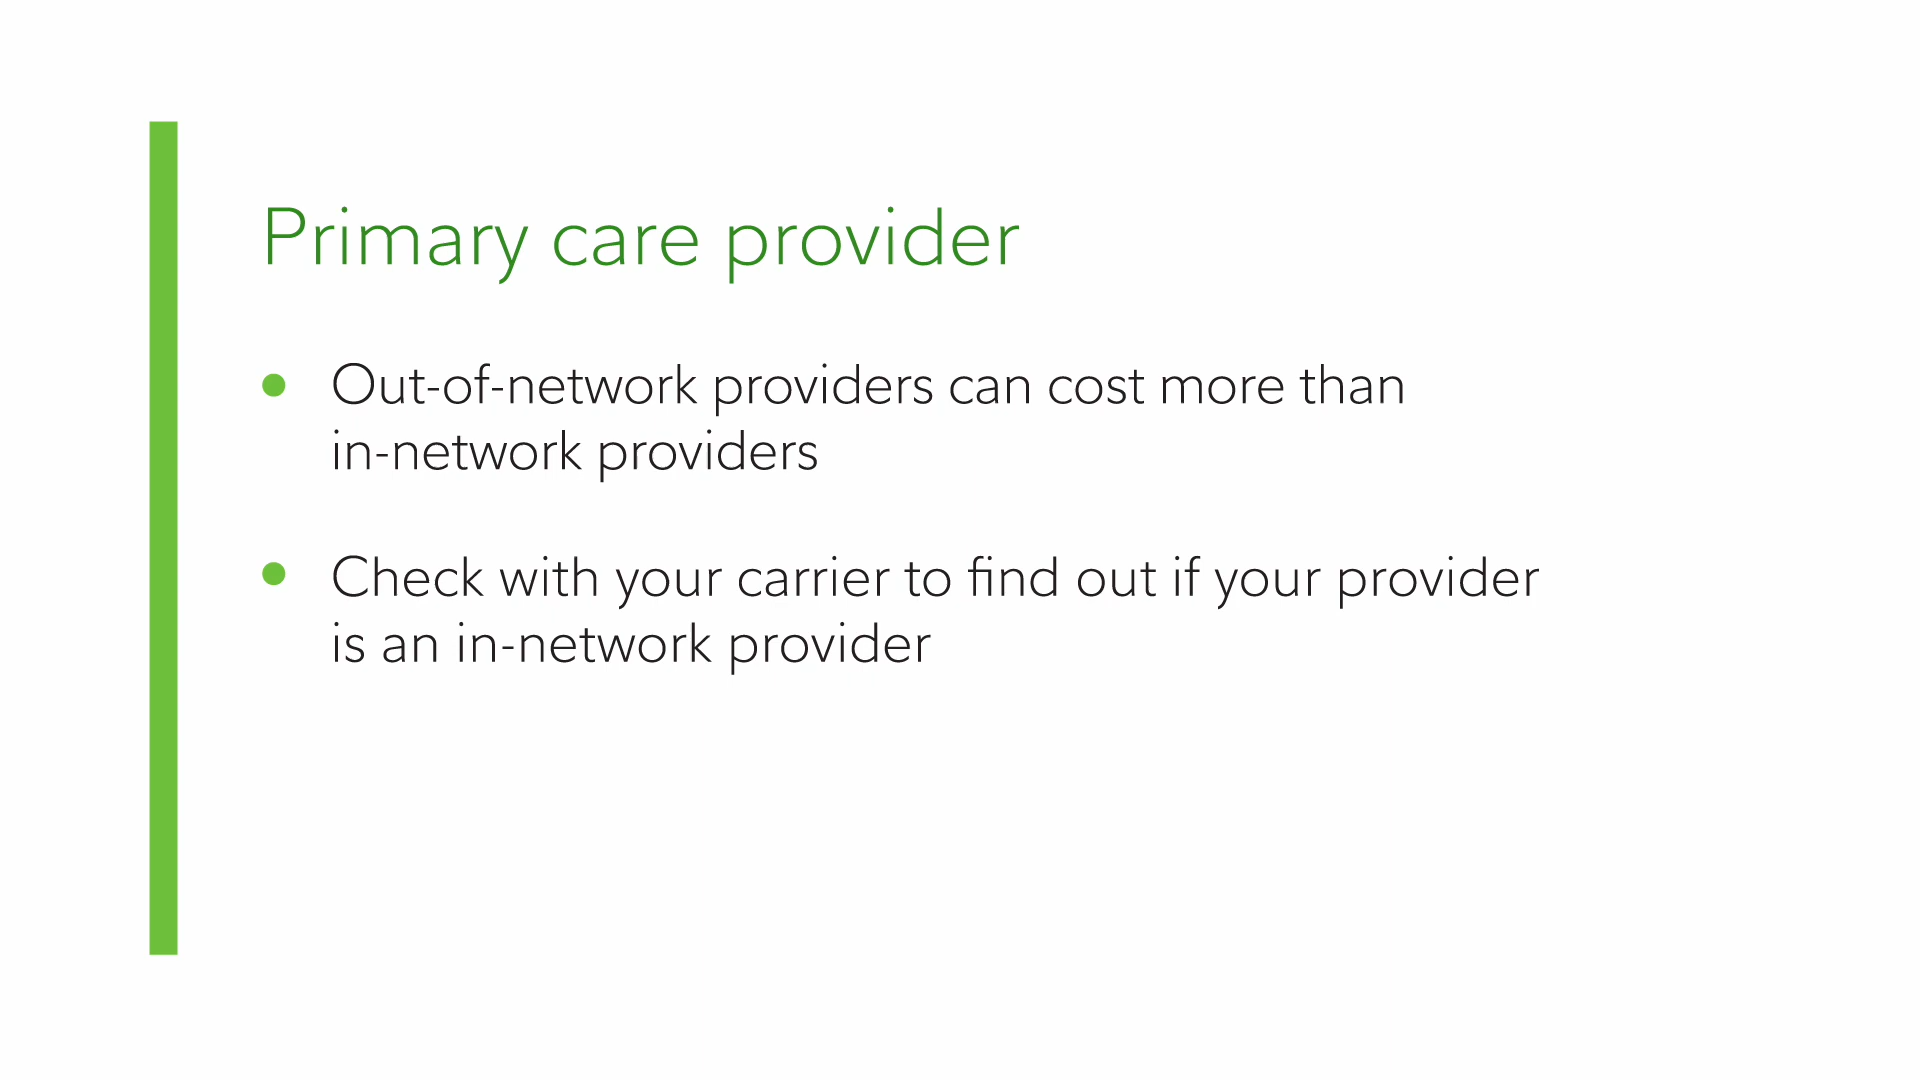 Primary care provider
Out-of-network providers can cost more than
in-network providers
Check with your carrier to find out if your provider
is an in-network provider